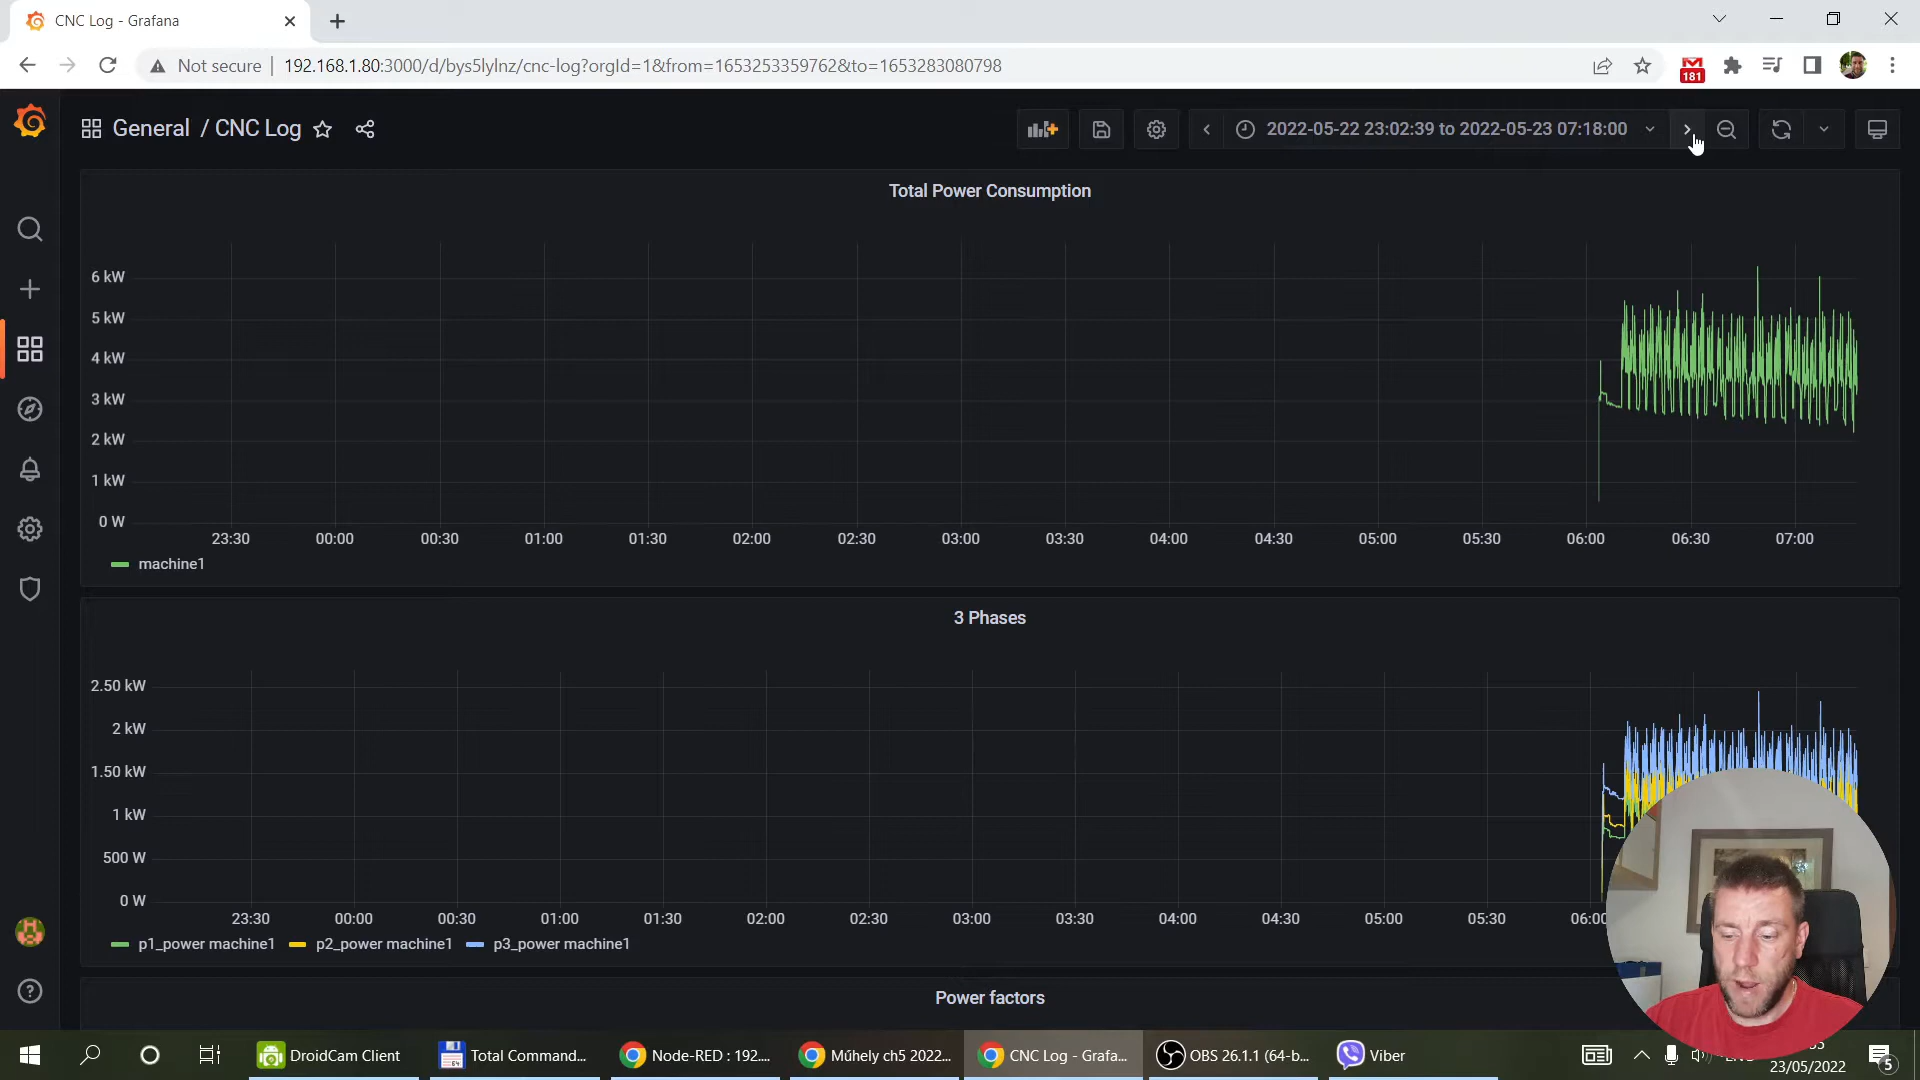 CNC Log - Grafana
Not secure
192.168.1.80:3000/d/bys5lylnz/cnc-log?orgId=1&from=1653253359762&to=1653283080798
181
General / CNC Log
2022-05-22 23:02:39 to 2022-05-23 07:18:00
Total Power Consumption
6 kW
5 kW
4 kW
3 kW
2 kW
1 kW
0 W
23:30 00:00 00:30 01:00 01:30 02:00 02:30 03:00 03:30 04:00 04:30 05:00 05:30 06:00 06:30 07:00
machine1
3 Phases
2.50 kW
2 kW
1.50 kW
1 kW
500 W
0 W
23:30 00:00 00:30 01:00 01:30 02:00 02:30 03:00 03:30 04:00 04:30 05:00 05:30 06:00
p1_power machine1 p2_power machine1 p3_power machine1
Power factors
DroidCam Client
Total Command...
Node-RED : 192....
Műhely ch5 2022...
CNC Log - Grafa...
OBS 26.1.1 (64-b...
Viber
23/05/2022
5